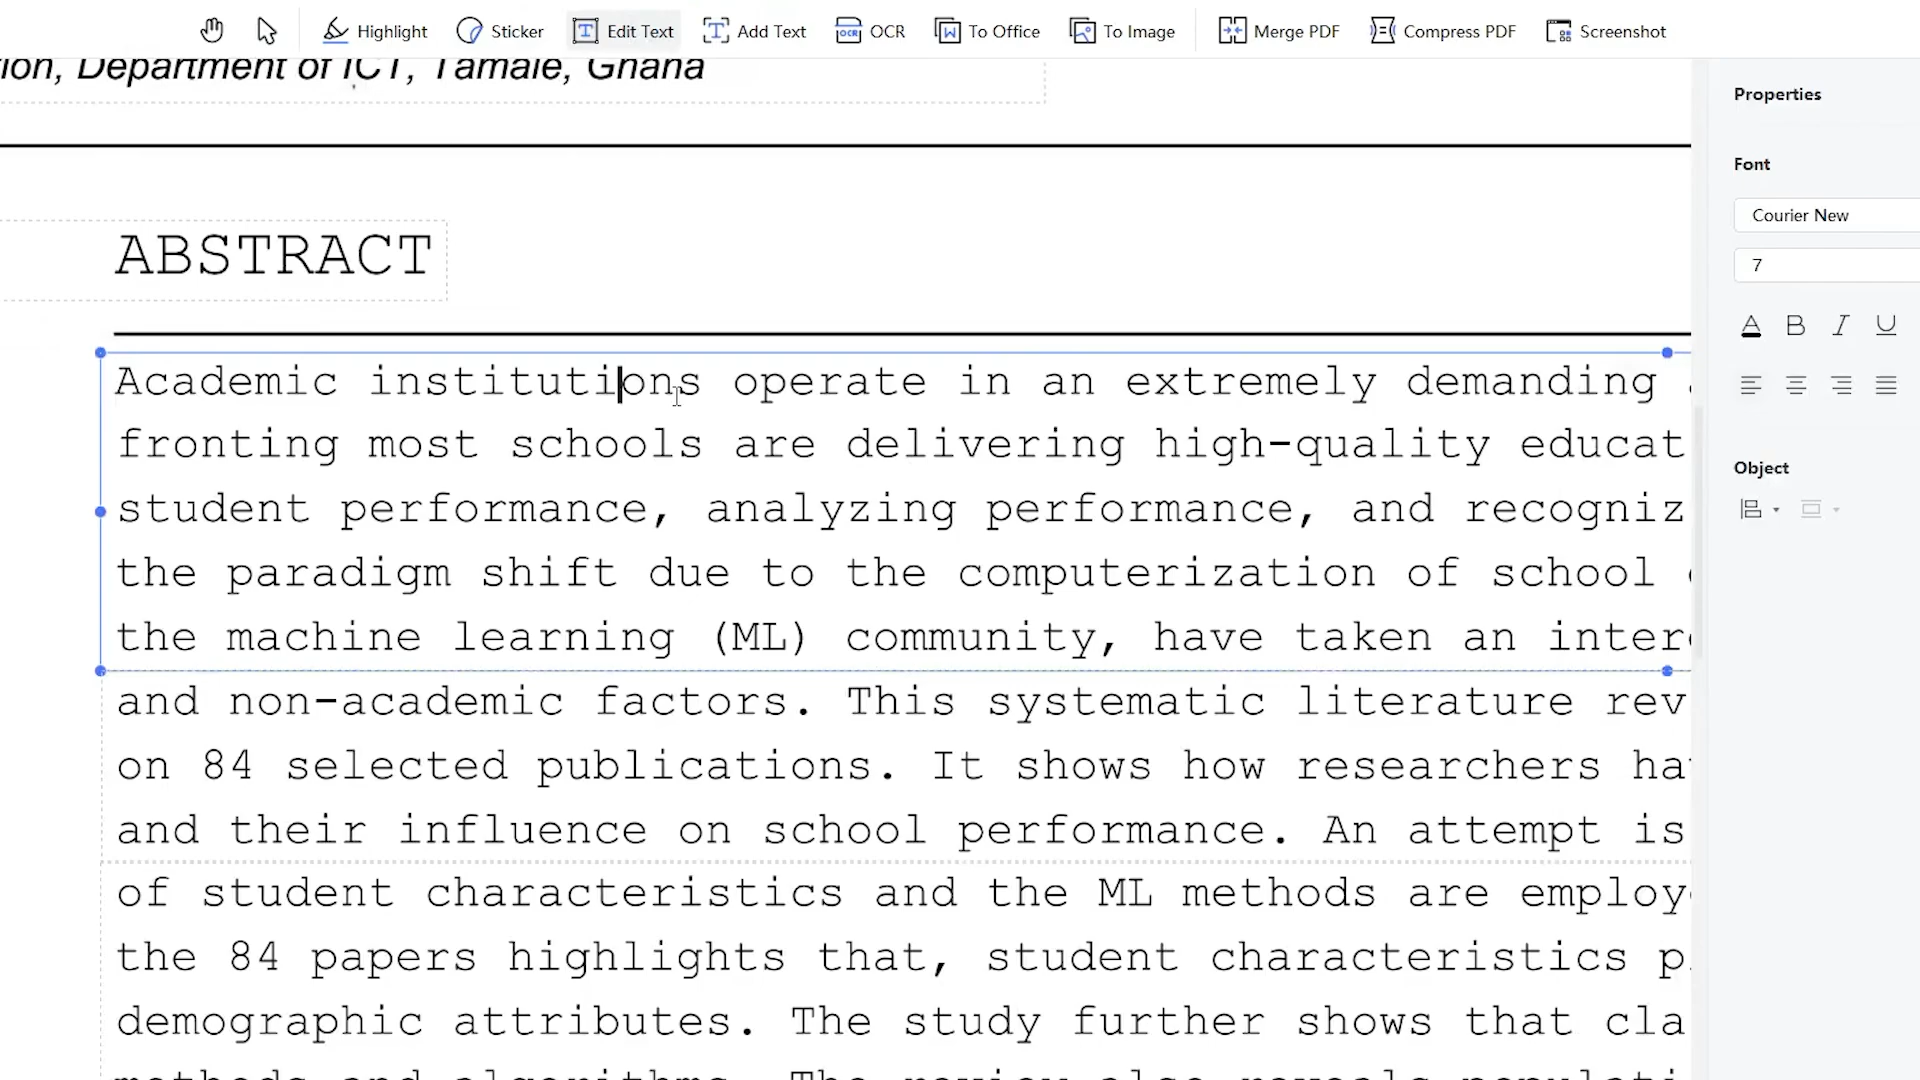 Highlight Sticker Edit Text Add Text OCR To Office To Image Merge PDF Compress PDF Screenshot
ion, Department of ICT, Tamale, Ghana
Properties
Font
Courier New
7
Object
ABSTRACT
Academic institutions operate in an extremely demanding
fronting most schools are delivering high-quality educat
student performance, analyzing performance, and recogniz
the paradigm shift due to the computerization of school
the machine learning (ML) community, have taken an inter
and non-academic factors. This systematic literature rev
on 84 selected publications. It shows how researchers ha
and their influence on school performance. An attempt is
of student characteristics and the ML methods are employ
the 84 papers highlights that, student characteristics p
demographic attributes. The study further shows that cla